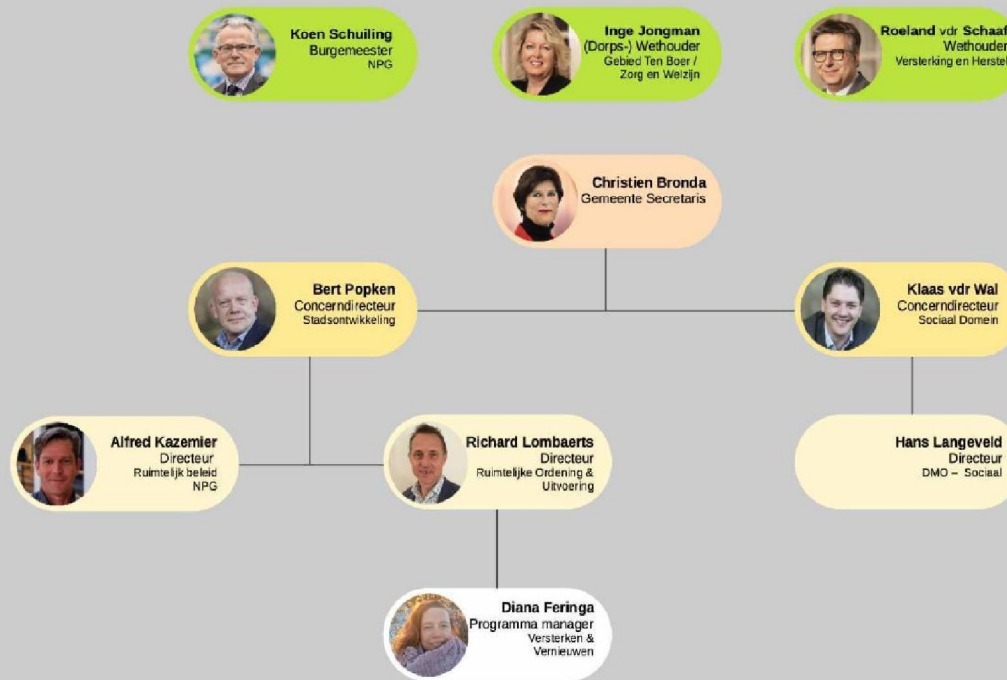 Koen Schuiling
Burgemeester
NPG
Inge Jongman
(Dorps-) Wethouder
Gebied Ten Boer /
Zorg en Welzijn
Roeland vdr Schaaf
Wethouder
Versterking en Herstel
Christien Bronda
Gemeente Secretaris
Bert Popken
Concerndirecteur
Stadsontwikkeling
Klaas vdr Wal
Concerndirecteur
Sociaal Domein
Alfred Kazemier
Directeur
Ruimtelijk beleid
NPG
Richard Lombaerts
Directeur
Ruimtelijke Ordening &
Uitvoering
Hans Langeveld
Directeur
DMO – Sociaal
Diana Feringa
Programma manager
Versterken &
Vernieuwen